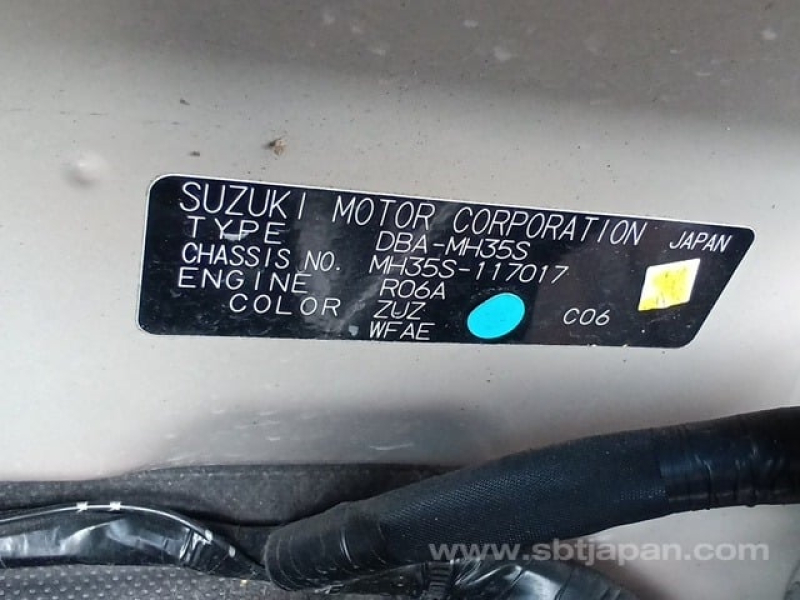 SUZUKI MOTOR CORPORATION JAPAN
TYPE DBA-MH35S
CHASSIS NO. MH35S-117017
ENGINE R06A
COLOR ZUZ C06
WFAE
www.sbtjapan.com